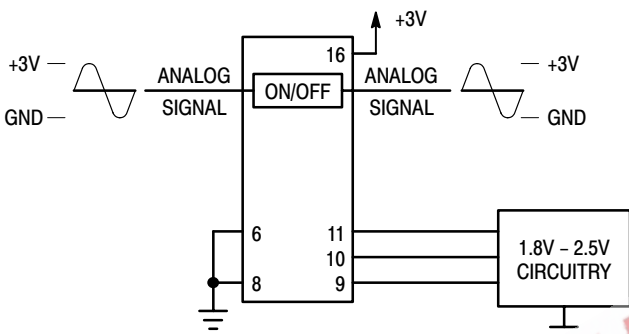 +3V
16
+3V
ANALOG
SIGNAL
ON/OFF
ANALOG
SIGNAL
+3V
GND
GND
6
11
10
8
9
1.8V – 2.5V
CIRCUITRY